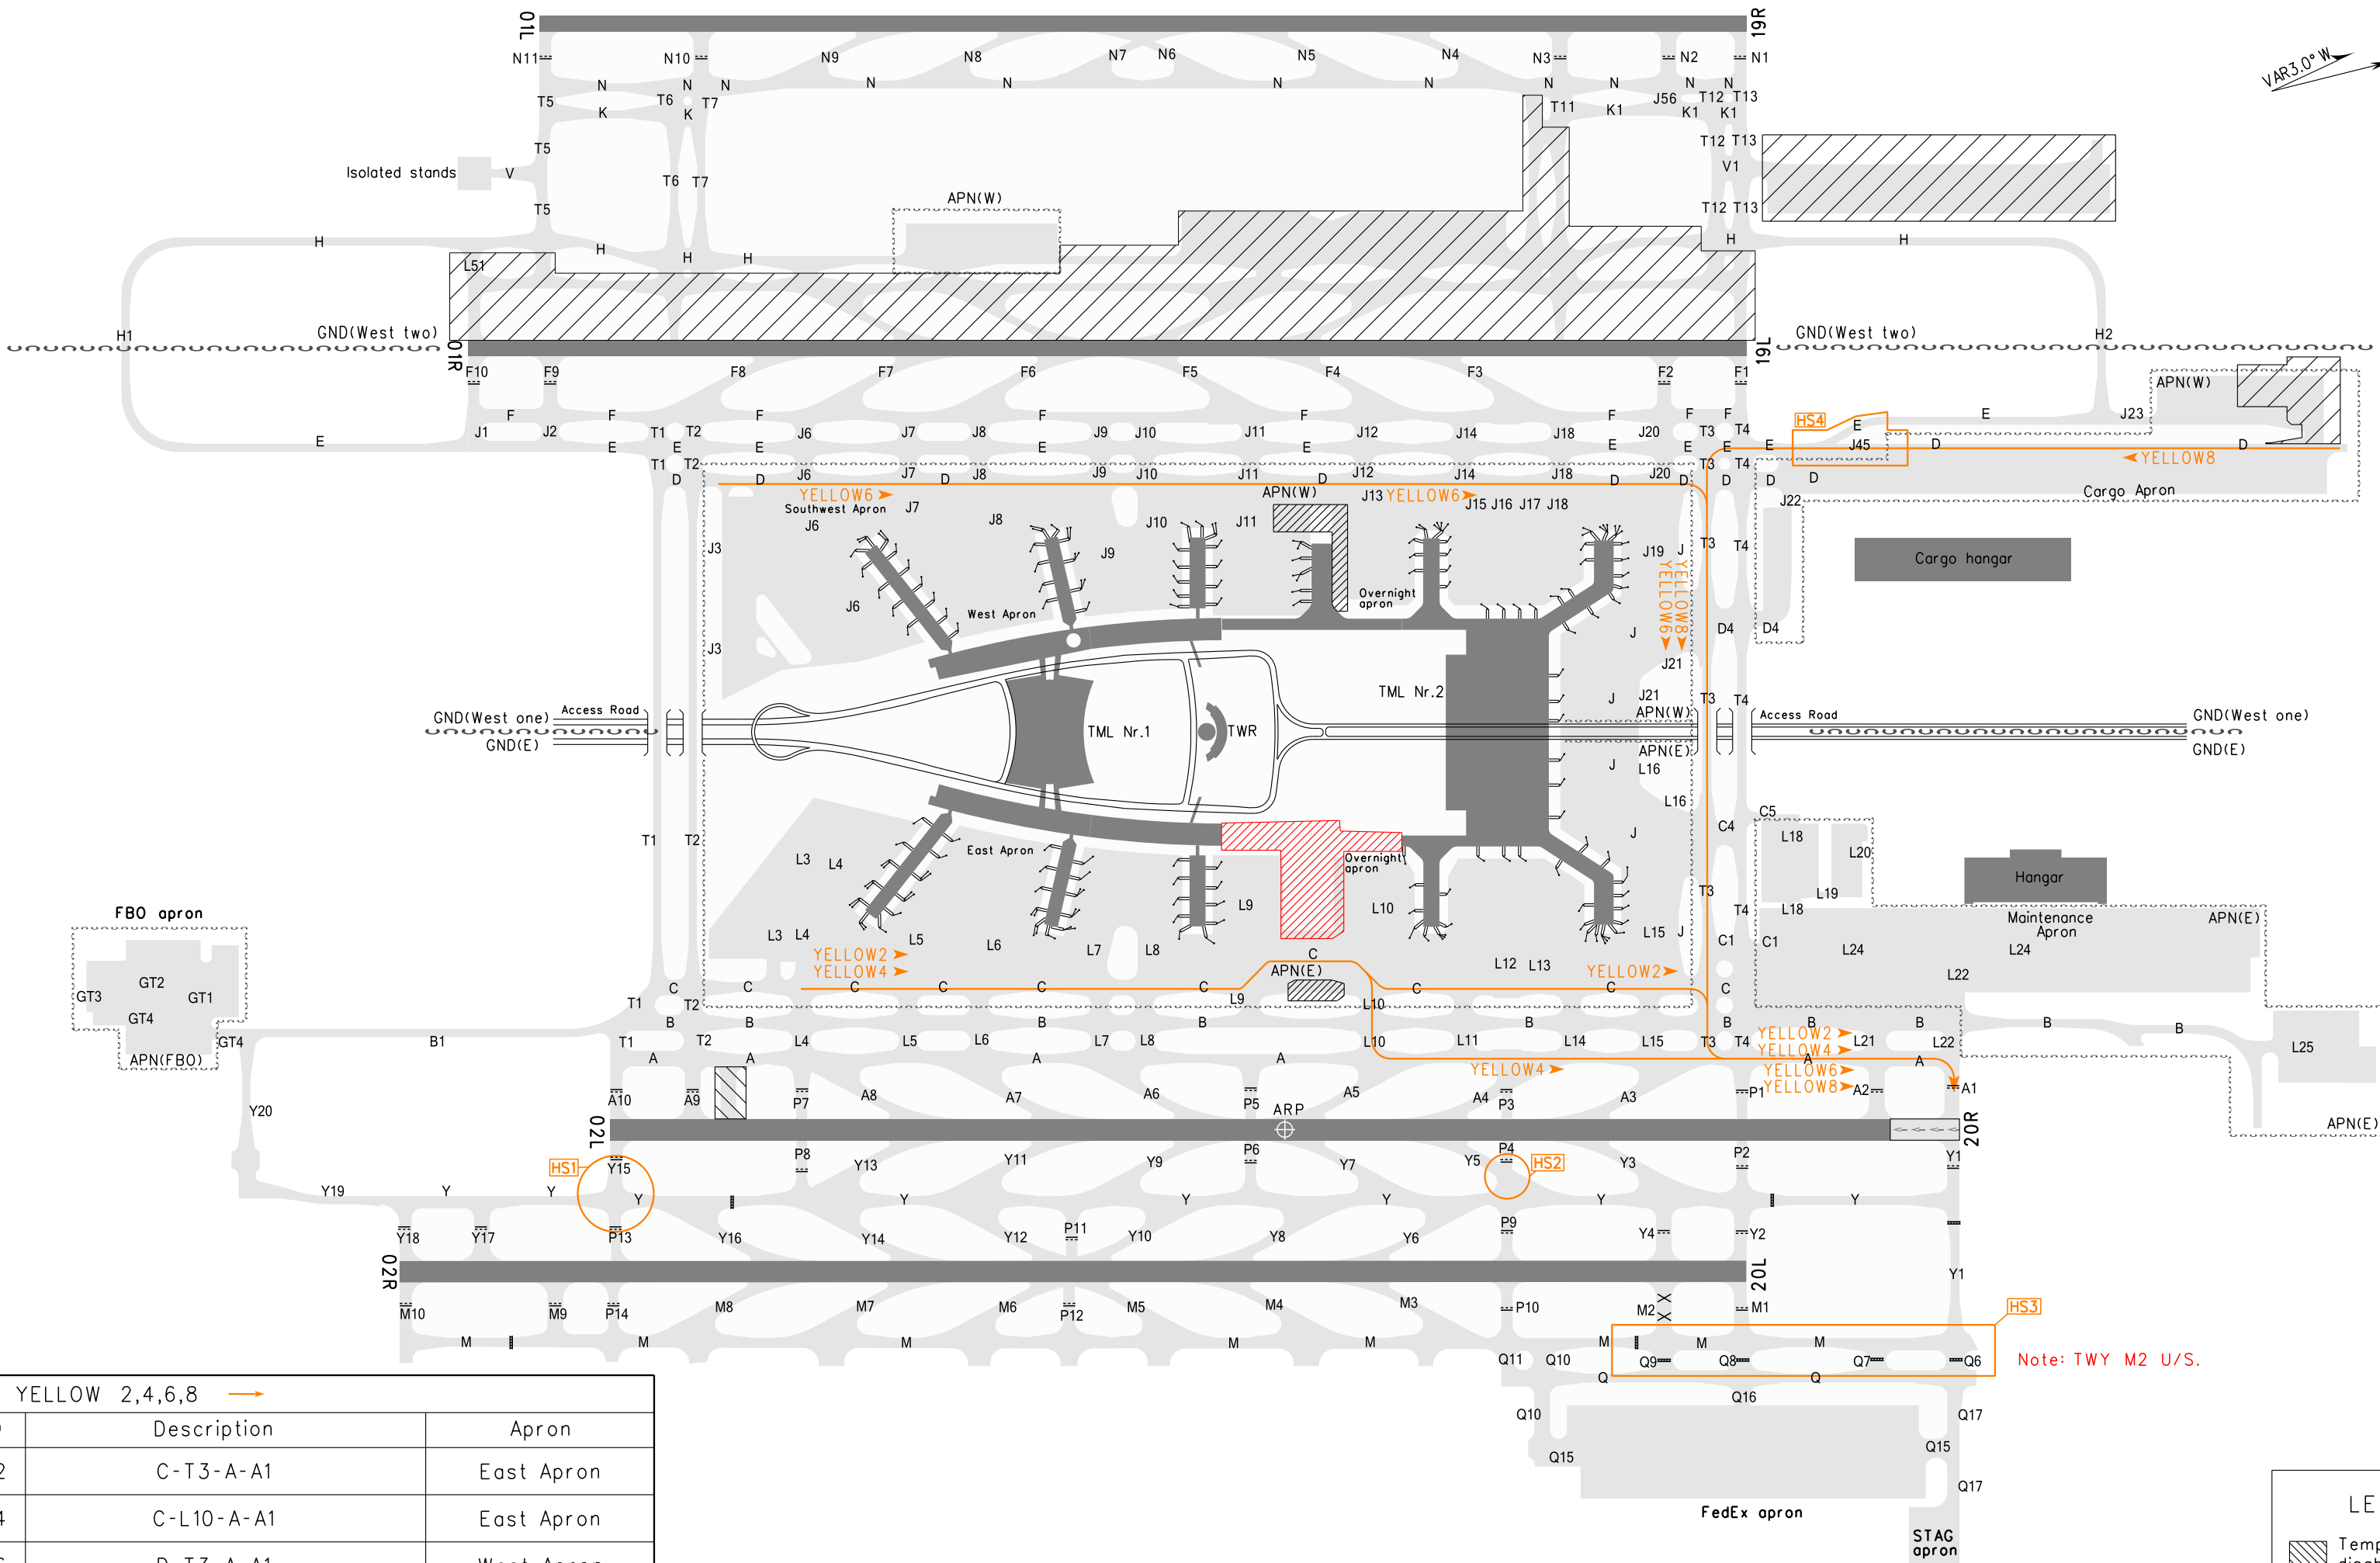 01L
19R
N11
N10
N9
N8
N7
N6
N5
N4
N3
N2
N1
VAR3.0° W
N
N
N
N
N
N
N
N
N
N
N
T5
K
T6
K
T7
T11
K1
J56
K1
T12
K1
T13
T5
T12
T13
Isolated stands
V
T6
T7
V1
T5
APN(W)
T12
T13
H
H
H
H
H
H
L51
H1
GND(West two)
01R
19L
GND(West two)
H2
F10
F9
F8
F7
F6
F5
F4
F3
F2
F1
APN(W)
F
F
F
F
F
F
F
F
HS4
E
E
J23
J1
J2
T1
T2
J6
J7
J8
J9
J10
J11
J12
J14
J18
J20
T3
T4
E
E
E
E
E
E
E
E
E
E
J45
D
D
YELLOW8
T1
T2
J6
J7
J8
J9
J10
J11
J12
J14
J18
J20
T3
T4
D
D
D
D
D
D
D
D
D
Cargo Apron
YELLOW6
Southwest Apron
APN(W)
J13
YELLOW6
J15
J16
J17
J18
J22
J6
J7
J8
J9
J10
J11
J3
J19
J
T3
T4
Cargo hangar
YELLOW6
YELLOW8
J6
West Apron
Overnight
apron
J
D4
D4
J3
J21
TML Nr.2
J
J21
T3
T4
APN(W)
GND(West one)
Access Road
GND(E)
TML Nr.1
TWR
Access Road
GND(West one)
GND(E)
APN(E)
J
L16
L16
T1
T2
J
C4
C5
L18
L20
L3
L4
East Apron
Overnight
apron
Hangar
T3
L19
FBO apron
L9
L10
T4
L18
Maintenance
Apron
APN(E)
L3
L4
L5
L6
L7
L8
L15
J
C1
C1
L24
L24
YELLOW2
YELLOW4
C
APN(E)
L12
L13
YELLOW2
L22
GT3
GT2
GT1
GT4
C
C
C
C
C
C
C
C
C
T1
T2
L9
L10
B
B
B
B
B
B
B
B
B
B
APN(FBO)
GT4
B1
T1
T2
L4
L5
L6
L7
L8
L10
L11
L14
L15
T3
T4
YELLOW2
YELLOW4
L21
L22
L25
A
A
A
A
A
A
YELLOW4
YELLOW6
YELLOW8
Y20
A10
A9
P7
A8
A7
A6
P5
A5
A4
P3
A3
P1
A2
A1
ARP
02L
20R
APN(E)
HS1
Y15
P8
Y13
Y11
Y9
P6
Y7
Y5
P4
HS2
Y3
P2
Y1
Y19
Y
Y
Y
Y
Y
Y
Y
Y
Y18
Y17
P13
Y16
Y14
Y12
P11
Y10
Y8
Y6
P9
Y4
Y2
02R
20L
Y1
M10
M9
P14
M8
M7
M6
P12
M5
M4
M3
P10
M2
M1
HS3
M
M
M
M
M
M
M
M
Q11
Q10
Q9
Q8
Q7
Q6
Note: TWY M2 U/S.
Q
Q
Q16
Q10
Q17
Q15
Q15
Q17
FedEx apron
STAG
apron
YELLOW 2,4,6,8
Description
Apron
2
C-T3-A-A1
East Apron
4
C-L10-A-A1
East Apron
D-T3-A-A1
West Apron
LE
Temp